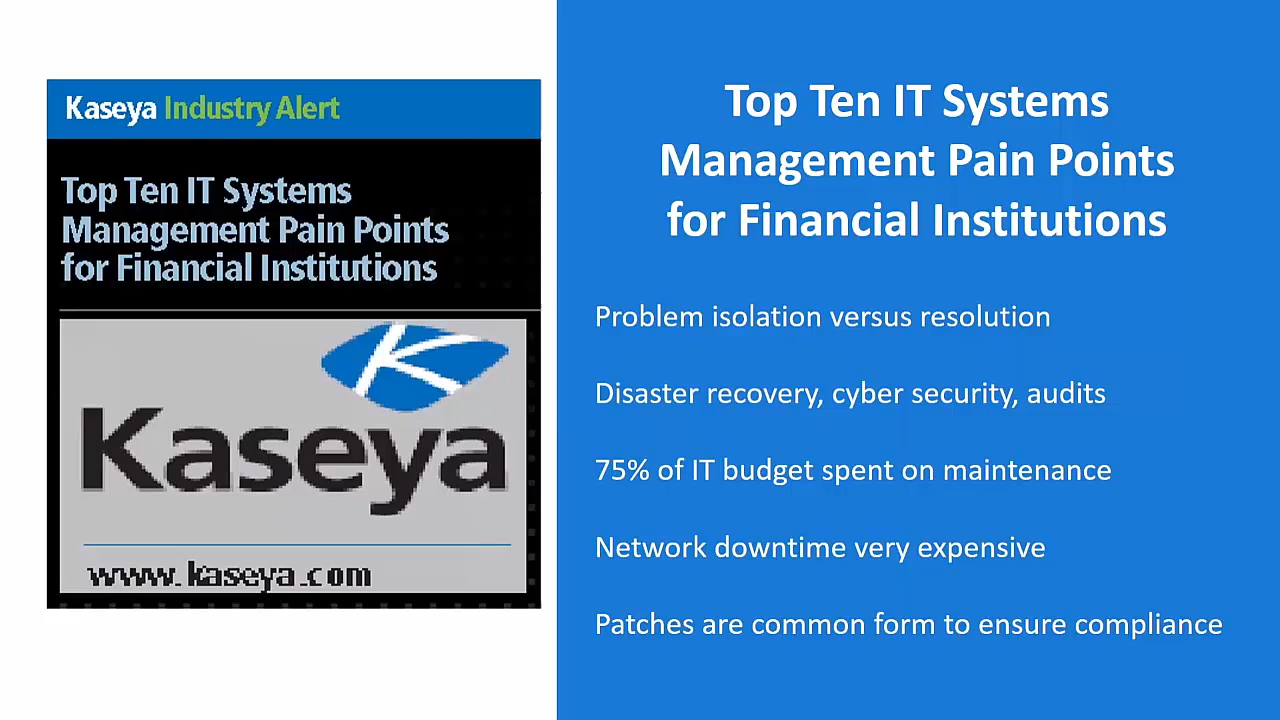 Kaseya Industry Alert
Top Ten IT Systems
Management Pain Points
for Financial Institutions
Kaseya
www.kaseya.com
Top Ten IT Systems
Management Pain Points
for Financial Institutions
Problem isolation versus resolution
Disaster recovery, cyber security, audits
75% of IT budget spent on maintenance
Network downtime very expensive
Patches are common form to ensure compliance